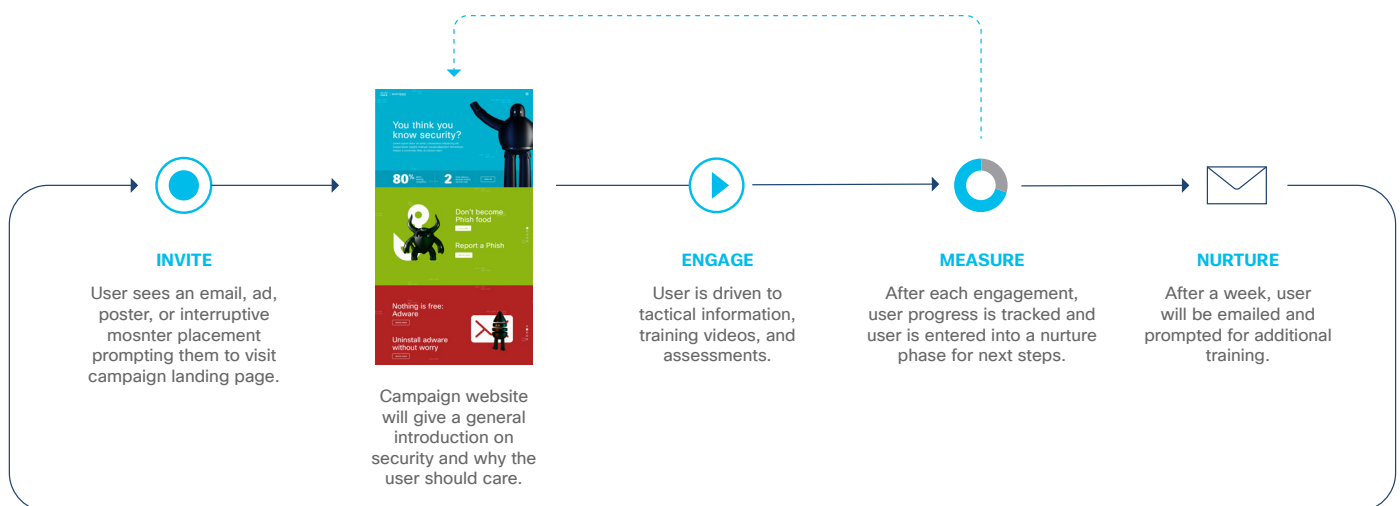 You think you
know security?
80%
2
Don't become
Phish food
Report a Phish
Nothing is free:
Adware
Uninstall adware
without worry
INVITE
User sees an email, ad,
poster, or interruptive
mosnter placement
prompting them to visit
campaign landing page.
Campaign website
will give a general
introduction on
security and why the
user should care.
ENGAGE
User is driven to
tactical information,
training videos, and
assessments.
MEASURE
After each engagement,
user progress is tracked and
user is entered into a nurture
phase for next steps.
NURTURE
After a week, user
will be emailed and
prompted for additional
training.